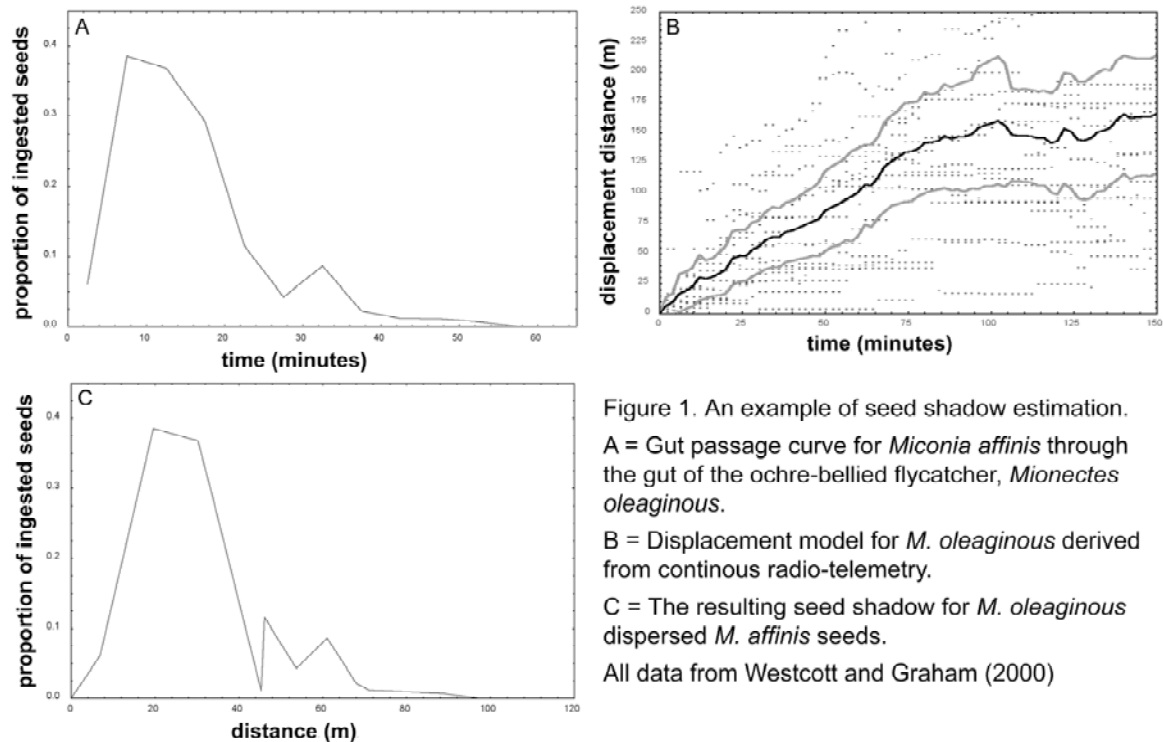 A
proportion of ingested seeds
0.4
0.3
0.2
0.1
0.0
0
10
20
30
40
50
60
time (minutes)
B
displacement distance (m)
250
225
200
175
150
125
100
75
50
25
0
0
25
50
75
100
125
150
time (minutes)
C
proportion of ingested seeds
0.4
0.3
0.2
0.1
0.0
0
20
40
60
80
100
120
distance (m)
Figure 1. An example of seed shadow estimation.
A = Gut passage curve for Miconia affinis through
the gut of the ochre-bellied flycatcher, Mionectes
oleaginous.
B = Displacement model for M. oleaginous derived
from continous radio-telemetry.
C = The resulting seed shadow for M. oleaginous
dispersed M. affinis seeds.
All data from Westcott and Graham (2000)